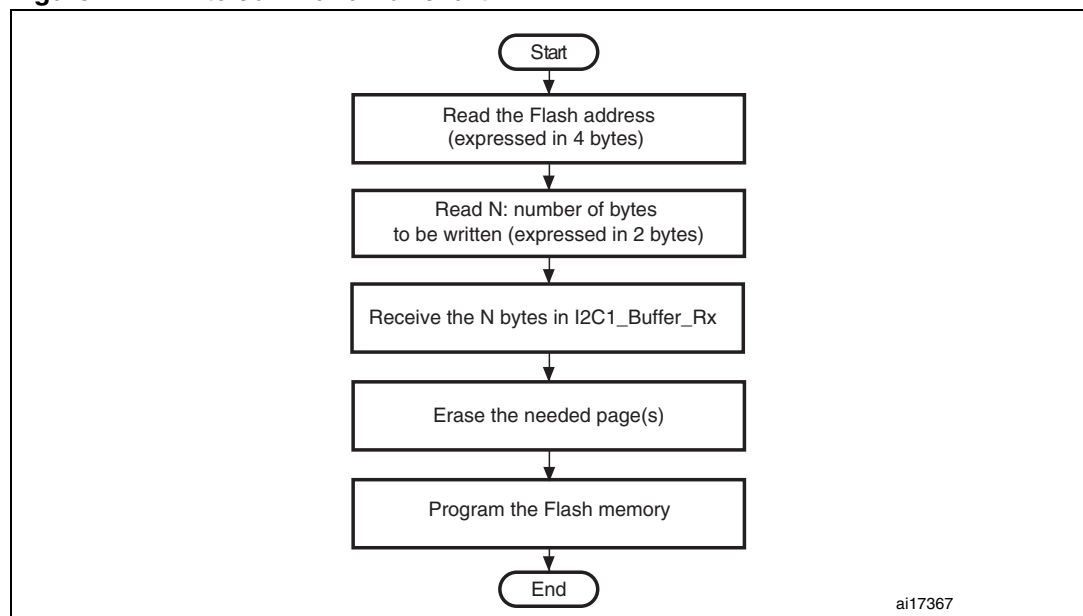 Start
Read the Flash address
(expressed in 4 bytes)
Read N: number of bytes
to be written (expressed in 2 bytes)
Receive the N bytes in I2C1_Buffer_Rx
Erase the needed page(s)
Program the Flash memory
End
ai17367